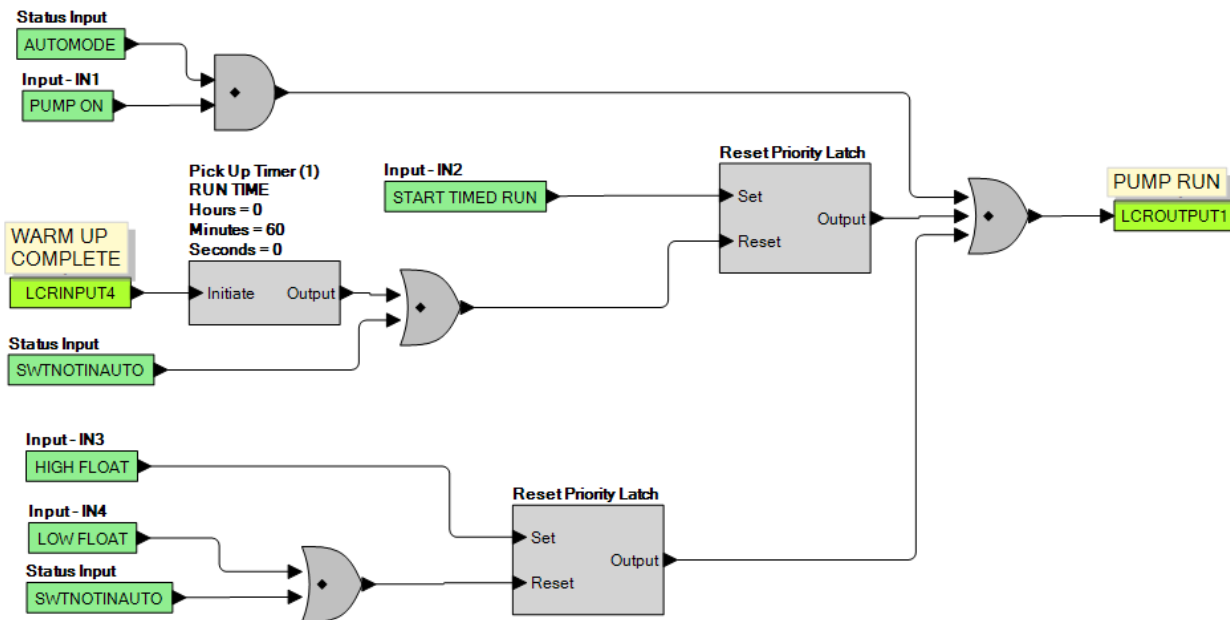 Status Input
AUTOMODE
Input - IN1
PUMP ON
Pick Up Timer (1)
RUN TIME
Hours = 0
Minutes = 60
Seconds = 0
Initiate
Output
WARM UP
COMPLETE
LCRINPUT4
Status Input
SWTNOTINAUTO
Input - IN2
START TIMED RUN
Reset Priority Latch
Set
Reset
Output
PUMP RUN
LCROUTPUT1
Input - IN3
HIGH FLOAT
Input - IN4
LOW FLOAT
Status Input
SWTNOTINAUTO
Reset Priority Latch
Set
Reset
Output